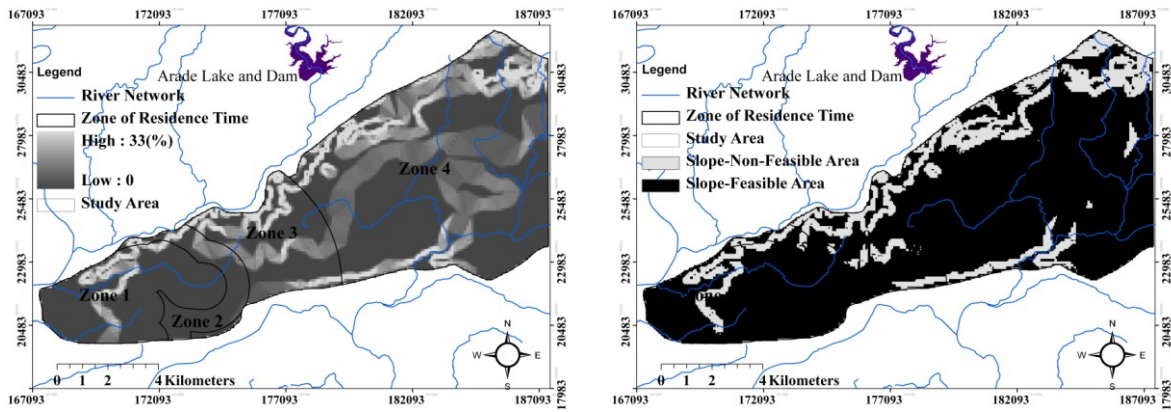 167093 172093 177093 182093 187093
Legend
River Network
Zone of Residence Time
High : 33(%)
Low : 0
Study Area
Arade Lake and Dam
Zone 4
Zone 3
Zone 1
Zone 2
30483
27983
25483
22983
20483
N
W E
S
0 1 2 4 Kilometers
167093 172093 177093 182093 187093
167093 172093 177093 182093 187093
Legend
River Network
Zone of Residence Time
Study Area
Slope-Non-Feasible Area
Slope-Feasible Area
Arade Lake and Dam
30483
27983
25483
22983
20483
17983
N
W E
S
0 1 2 4 Kilometers
167093 172093 177093 182093 187093
30483
27983
25483
22983
20483
17983